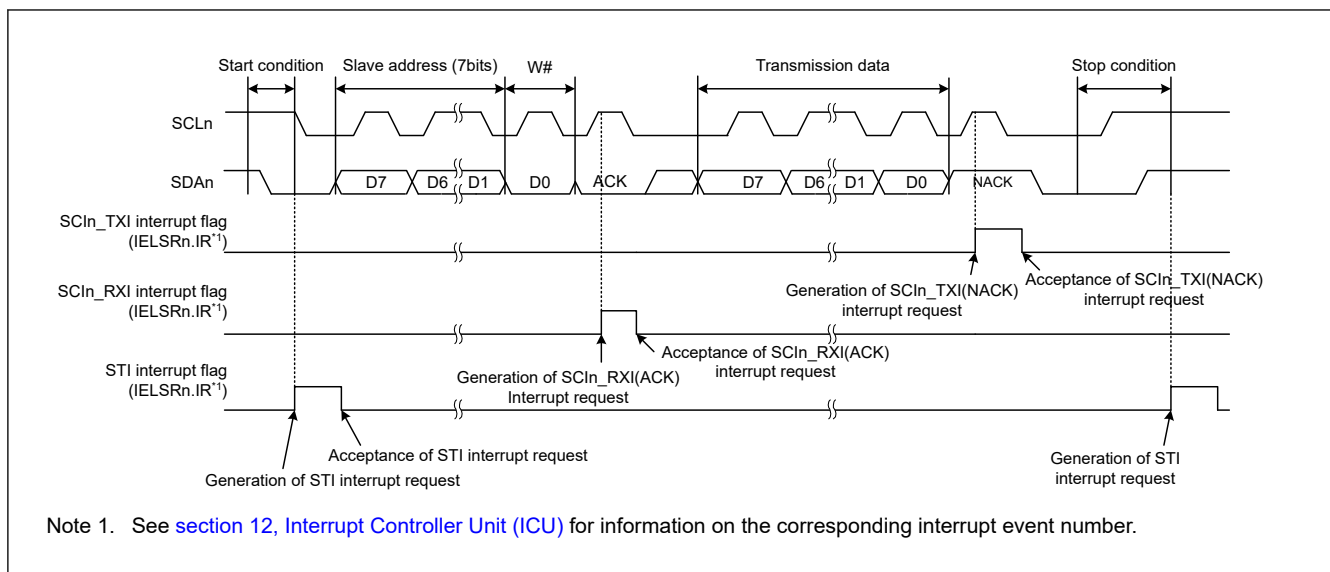 Start condition
Slave address (7bits)
W#
Transmission data
Stop condition
SCLn
SDAn
D7
D6
D1
D0
ACK
D7
D6
D1
D0
NACK
SCIn_TXI interrupt flag
(IELSRn.IR*1)
Generation of SCIn_TXI(NACK)
interrupt request
Acceptance of SCIn_TXI(NACK)
interrupt request
SCIn_RXI interrupt flag
(IELSRn.IR*1)
Generation of SCIn_RXI(ACK)
Interrupt request
Acceptance of SCIn_RXI(ACK)
interrupt request
STI interrupt flag
(IELSRn.IR*1)
Acceptance of STI interrupt request
Generation of STI interrupt request
Generation of STI
interrupt request
Note 1. See section 12, Interrupt Controller Unit (ICU) for information on the corresponding interrupt event number.